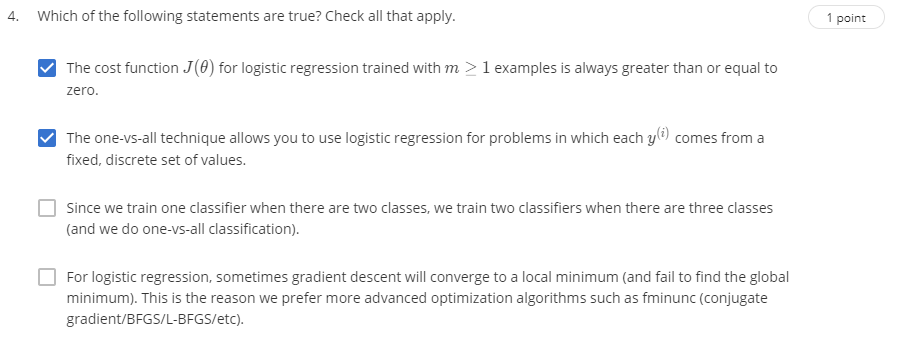 4. Which of the following statements are true? Check all that apply.
1 point
The cost function J(θ) for logistic regression trained with m ≥ 1 examples is always greater than or equal to
zero.
The one-vs-all technique allows you to use logistic regression for problems in which each y⁽ⁱ⁾ comes from a
fixed, discrete set of values.
Since we train one classifier when there are two classes, we train two classifiers when there are three classes
(and we do one-vs-all classification).
For logistic regression, sometimes gradient descent will converge to a local minimum (and fail to find the global
minimum). This is the reason we prefer more advanced optimization algorithms such as fminunc (conjugate
gradient/BFGS/L-BFGS/etc).